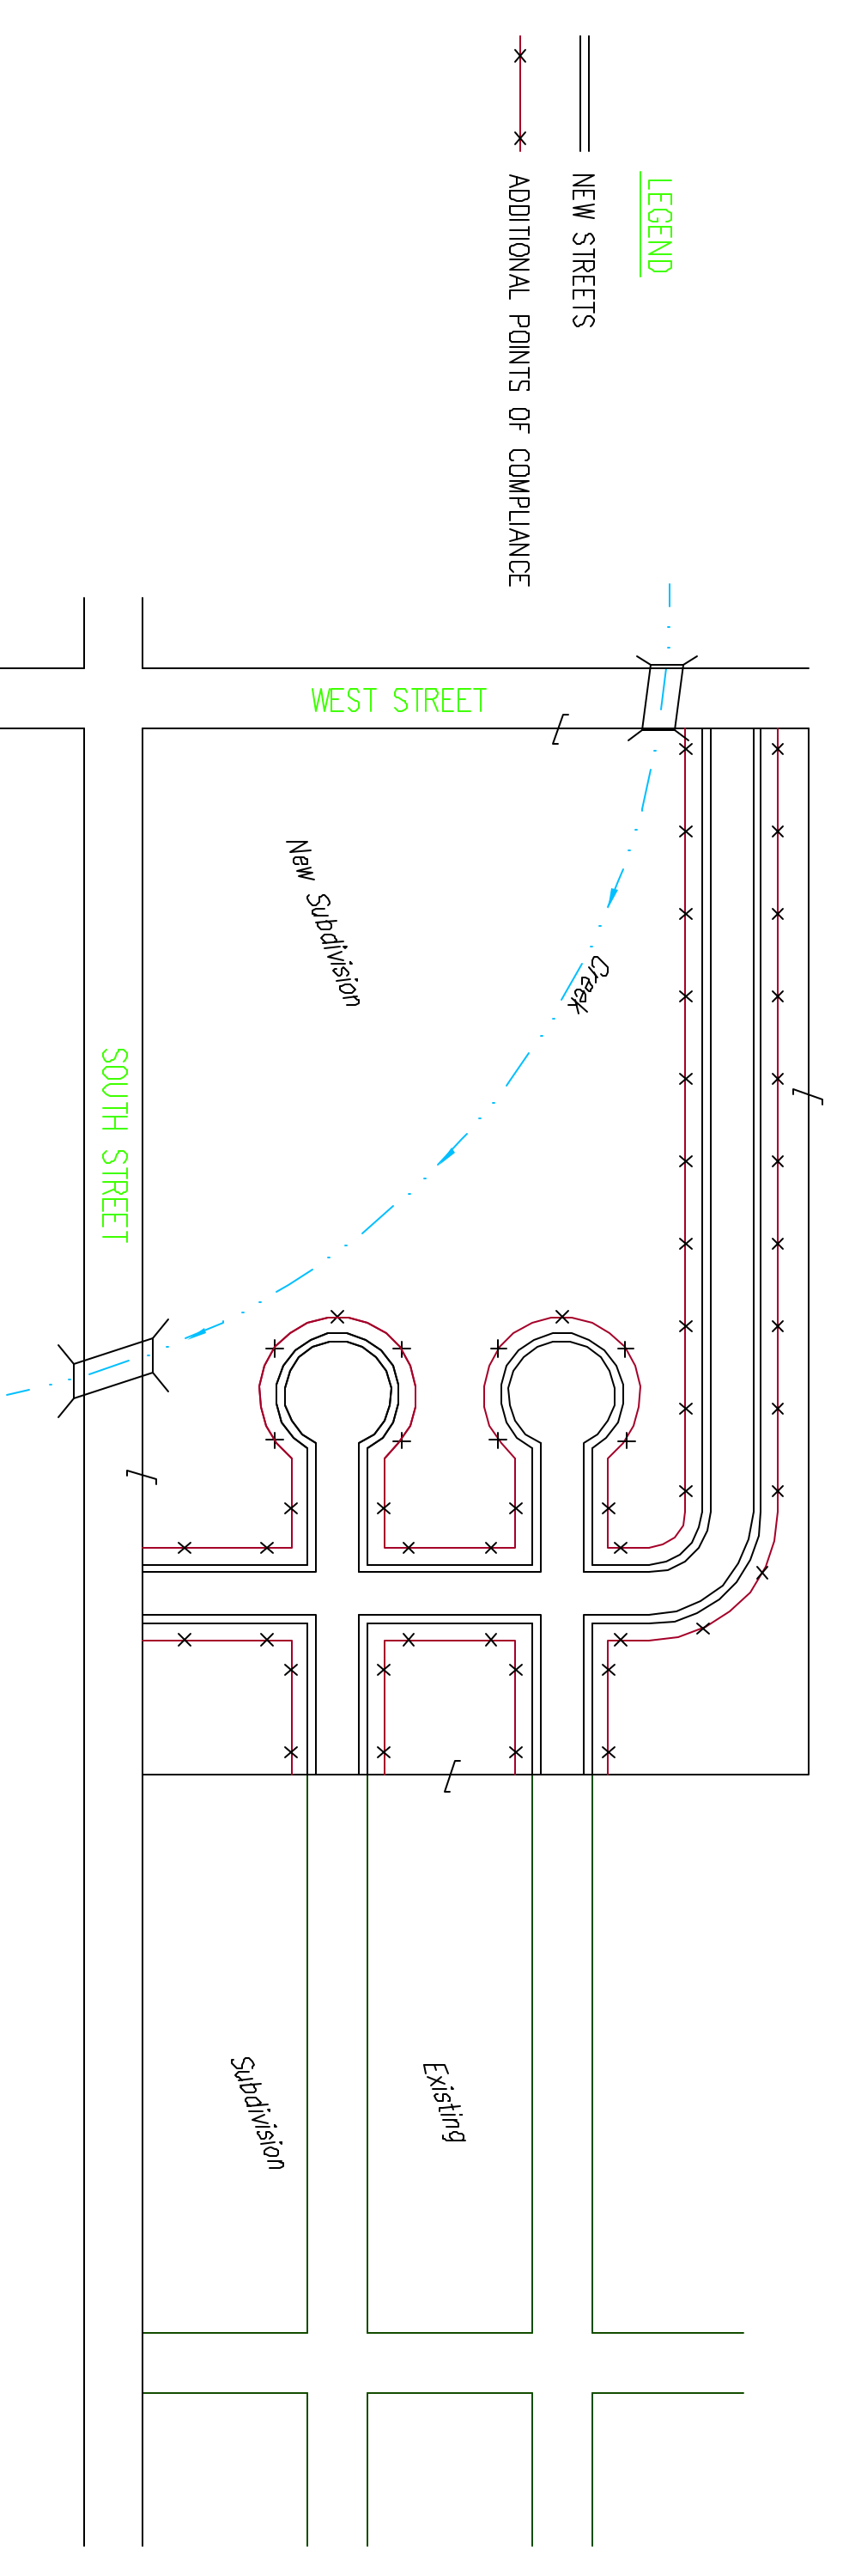 LEGEND
NEW STREETS
ADDITIONAL POINTS OF COMPLIANCE
WEST STREET
Creek
New Subdivision
SOUTH STREET
Existing
Subdivision